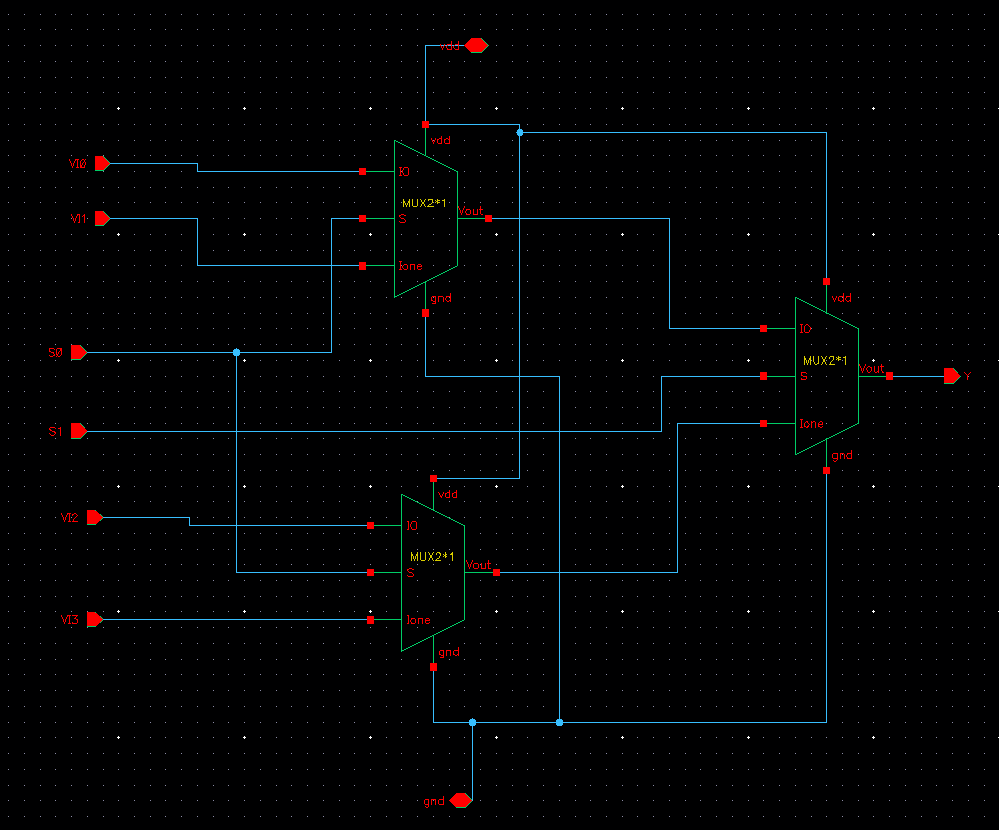 vdd
vdd
VI0
I0
MUX2*1
VI1
S
Vout
Ione
gnd
vdd
I0
S0
MUX2*1
Vout
S
Y
Ione
S1
gnd
vdd
VI2
I0
MUX2*1
Vout
S
VI3
Ione
gnd
gnd